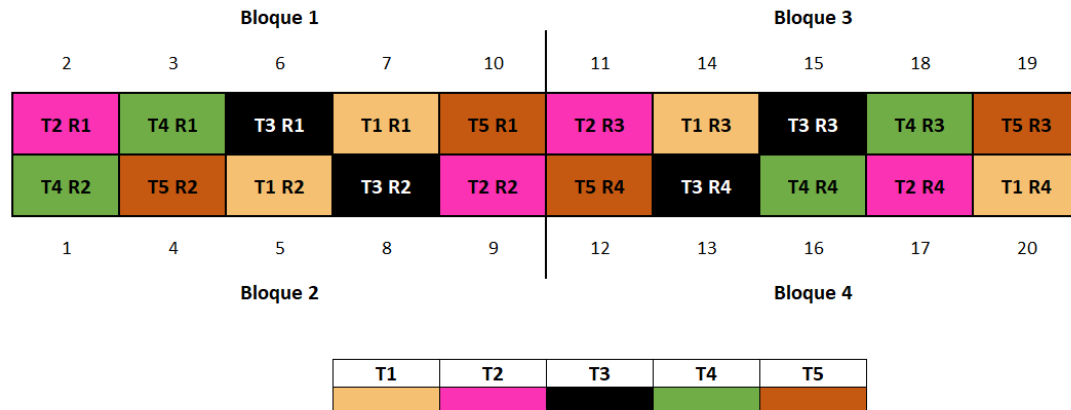 Bloque 1 Bloque 3
2 3 6 7 10 11 14 15 18 19
T2 R1 T4 R1 T3 R1 T1 R1 T5 R1 T2 R3 T1 R3 T3 R3 T4 R3 T5 R3
T4 R2 T5 R2 T1 R2 T3 R2 T2 R2 T5 R4 T3 R4 T4 R4 T2 R4 T1 R4
1 4 5 8 9 12 13 16 17 20
Bloque 2 Bloque 4
T1 T2 T3 T4 T5